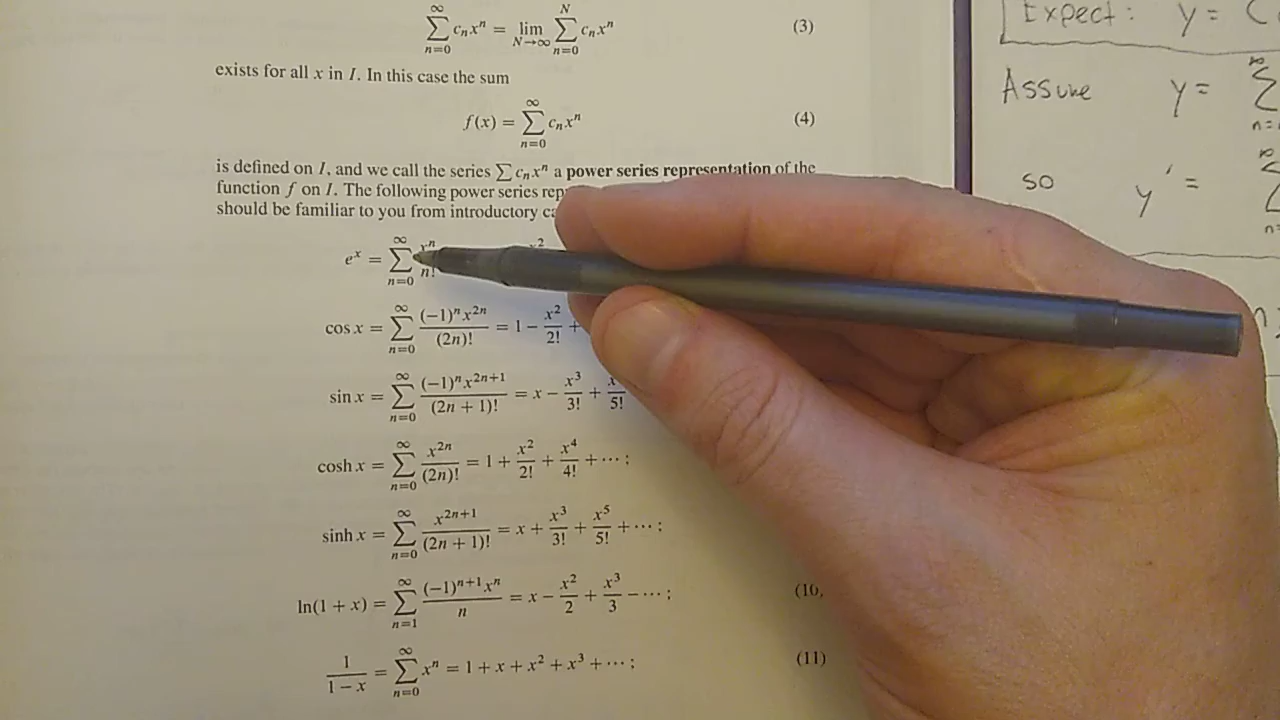 ∑_{n=0}^{∞} c_n x^n = lim_{N→∞} ∑_{n=0}^{N} c_n x^n (3)
exists for all x in I. In this case the sum
f(x) = ∑_{n=0}^{∞} c_n x^n (4)
is defined on I, and we call the series ∑ c_n x^n a power series representation of the
function f on I. The following power series
should be familiar to you from introductory
e^x = ∑_{n=0}^{∞} x^n/n!
cos x = ∑_{n=0}^{∞} (-1)^n x^{2n}/(2n)! = 1 - x^2/2! +
sin x = ∑_{n=0}^{∞} (-1)^n x^{2n+1}/(2n + 1)! = x - x^3/3! + x/5!
cosh x = ∑_{n=0}^{∞} x^{2n}/(2n)! = 1 + x^2/2! + x^4/4! + ··· ;
sinh x = ∑_{n=0}^{∞} x^{2n+1}/(2n + 1)! = x + x^3/3! + x^5/5! + ··· ;
ln(1 + x) = ∑_{n=1}^{∞} (-1)^{n+1} x^n/n = x - x^2/2 + x^3/3 - ··· ; (10
1/(1 - x) = ∑_{n=0}^{∞} x^n = 1 + x + x^2 + x^3 + ··· ; (11)
Expect: y =
Assume y = ∑
so y' = ∑